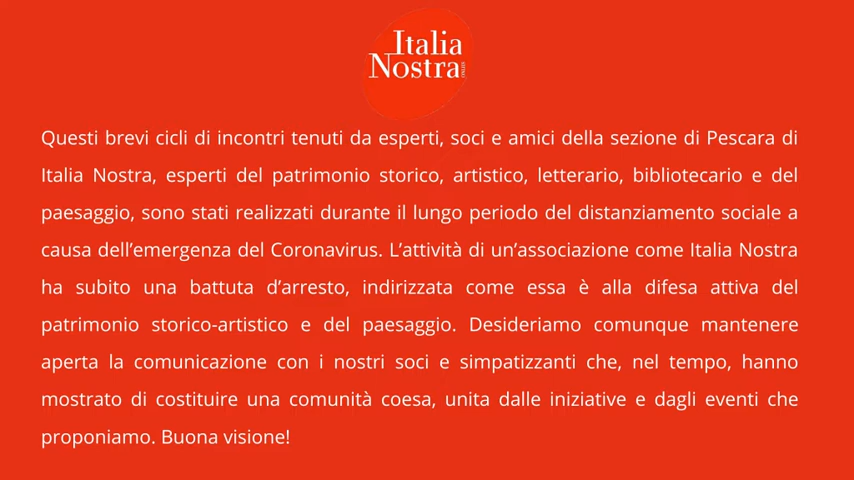 Italia
Nostra
Questi brevi cicli di incontri tenuti da esperti, soci e amici della sezione di Pescara di
Italia Nostra, esperti del patrimonio storico, artistico, letterario, bibliotecario e del
paesaggio, sono stati realizzati durante il lungo periodo del distanziamento sociale a
causa dell’emergenza del Coronavirus. L’attività di un’associazione come Italia Nostra
ha subito una battuta d’arresto, indirizzata come essa è alla difesa attiva del
patrimonio storico-artistico e del paesaggio. Desideriamo comunque mantenere
aperta la comunicazione con i nostri soci e simpatizzanti che, nel tempo, hanno
mostrato di costituire una comunità coesa, unita dalle iniziative e dagli eventi che
proponiamo. Buona visione!